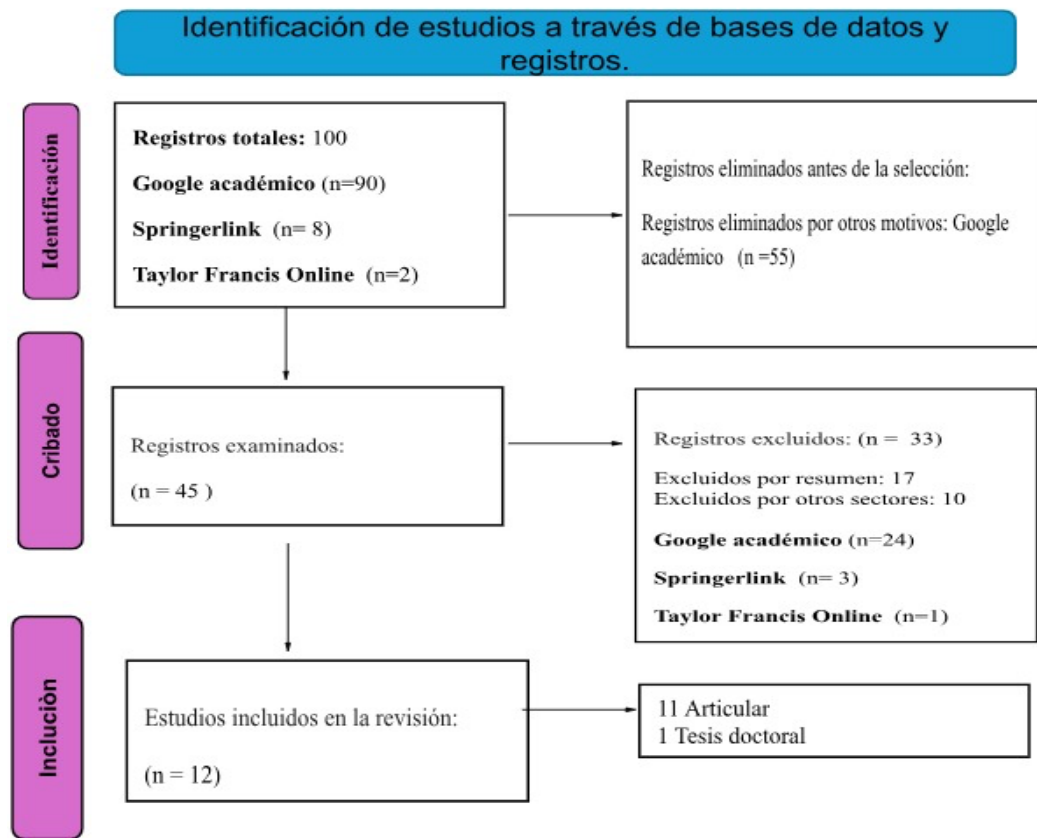 Identificación de estudios a través de bases de datos y
registros.
Identificación
Registros totales: 100
Google académico (n=90)
Springerlink (n= 8)
Taylor Francis Online (n=2)
Registros eliminados antes de la selección:
Registros eliminados por otros motivos: Google
académico (n =55)
Cribado
Registros examinados:
(n = 45 )
Registros excluidos: (n = 33)
Excluidos por resumen: 17
Excluidos por otros sectores: 10
Google académico (n=24)
Springerlink (n= 3)
Taylor Francis Online (n=1)
Incluciòn
Estudios incluidos en la revisión:
(n = 12)
11 Articular
1 Tesis doctoral